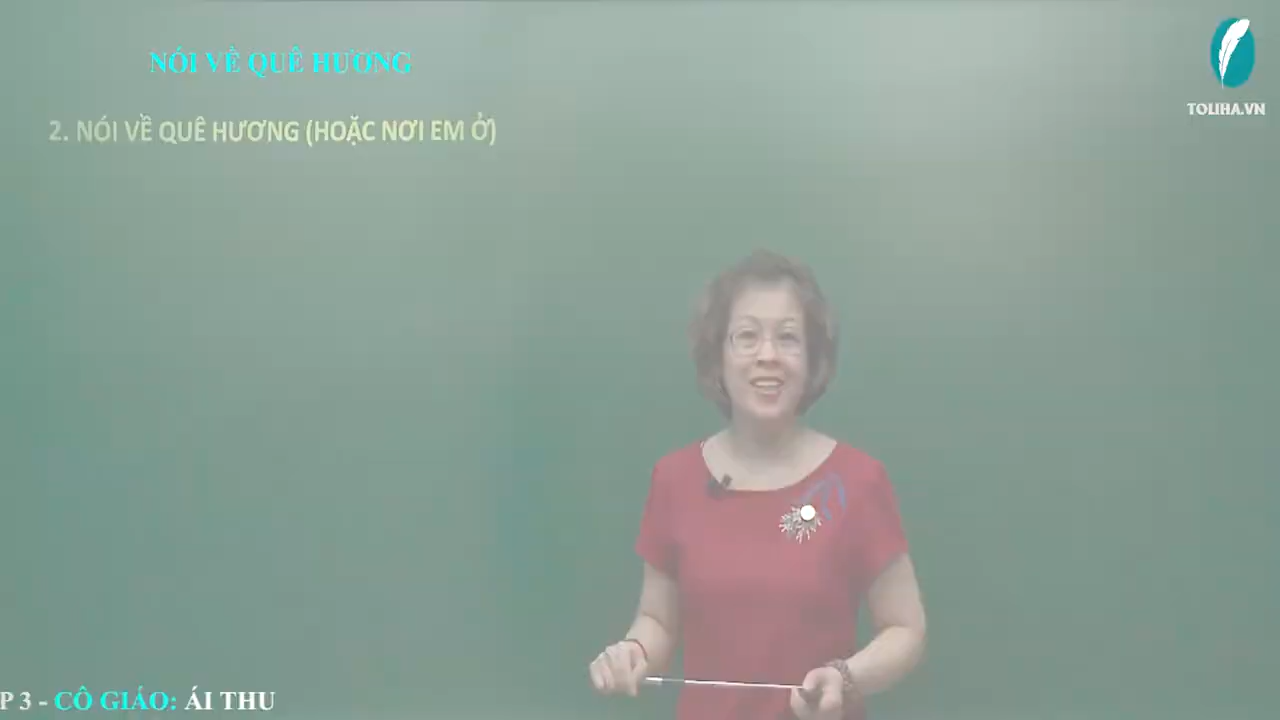 NÓI VỀ QUÊ HƯƠNG
TOLIHA.VN
2. NÓI VỀ QUÊ HƯƠNG (HOẶC NƠI EM Ở)
P 3 - CÔ GIÁO: ÁI THU